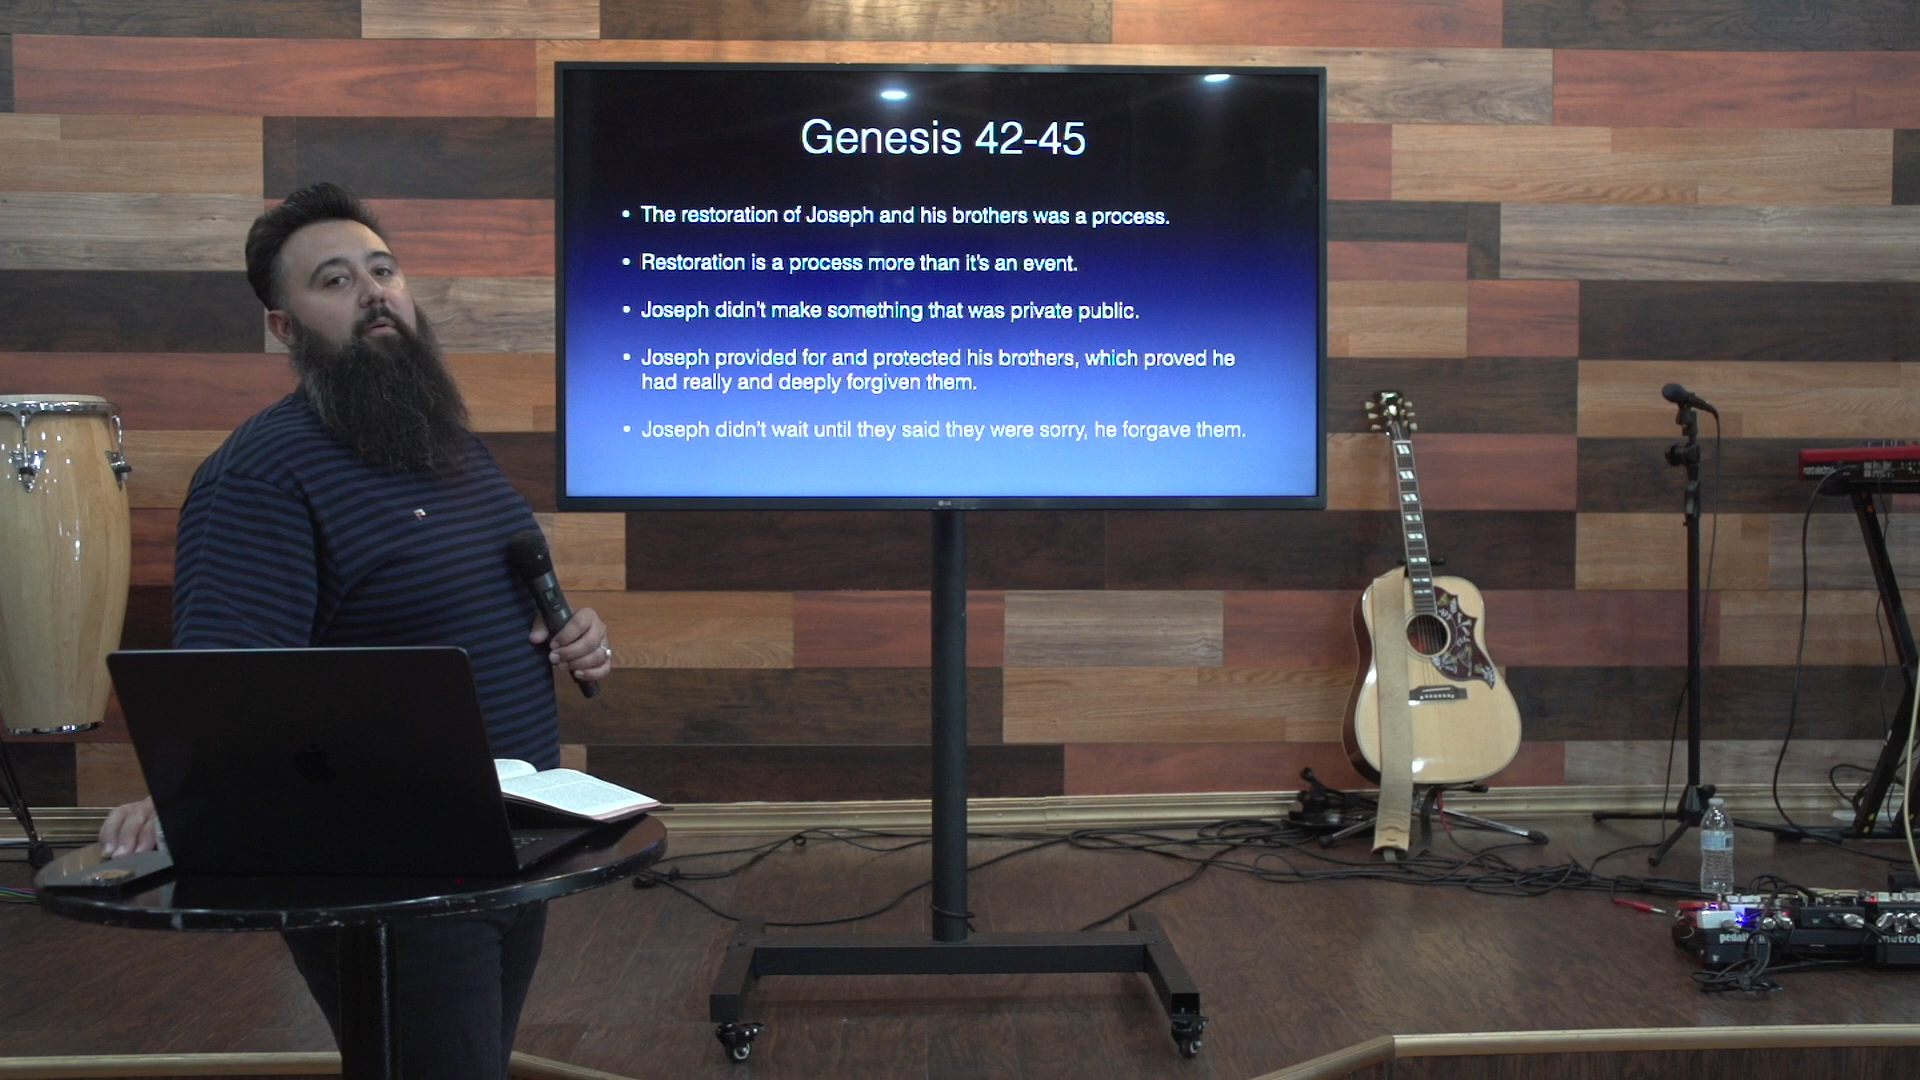 Genesis 42-45
• The restoration of Joseph and his brothers was a process.
• Restoration is a process more than it's an event.
• Joseph didn't make something that was private public.
• Joseph provided for and protected his brothers, which proved he
had really and deeply forgiven them.
• Joseph didn't wait until they said they were sorry, he forgave them.
LG